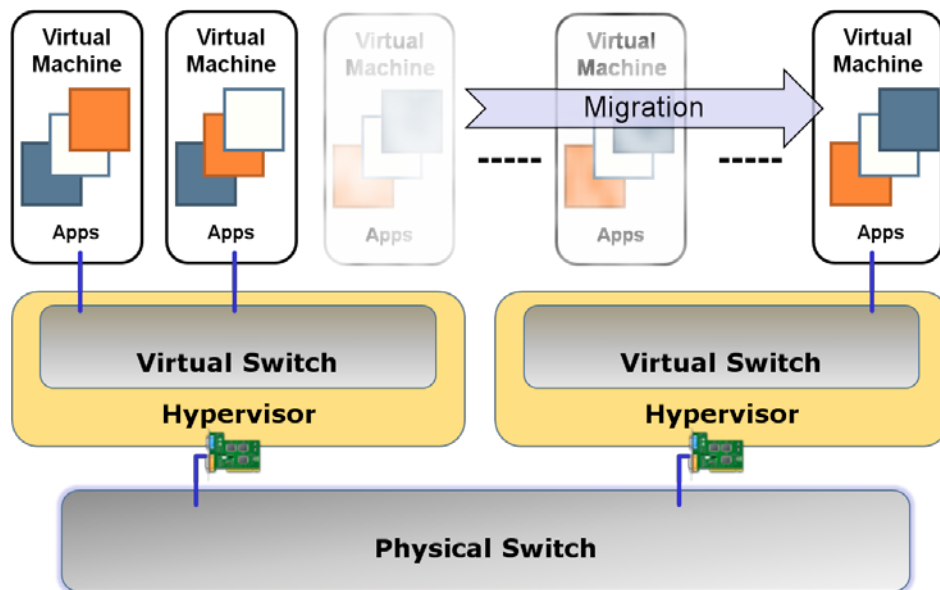 Virtual
Machine
Apps
Virtual
Machine
Apps
Virtual
Machine
Apps
Virtual
Machine
Apps
Virtual
Machine
Apps
Migration
Virtual Switch
Hypervisor
Virtual Switch
Hypervisor
Physical Switch